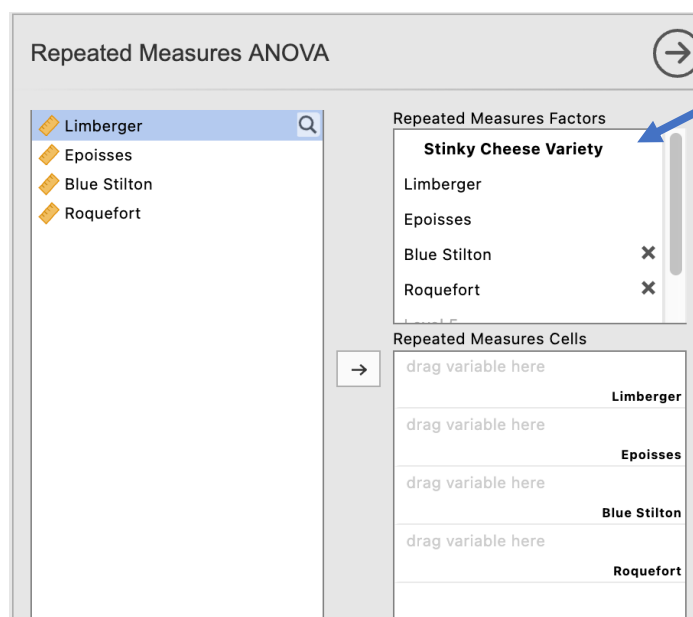 Repeated Measures ANOVA
Limberger
Epoisses
Blue Stilton
Roquefort
Repeated Measures Factors
Stinky Cheese Variety
Limberger
Epoisses
Blue Stilton
Roquefort
Level 5
Repeated Measures Cells
drag variable here
Limberger
drag variable here
Epoisses
drag variable here
Blue Stilton
drag variable here
Roquefort